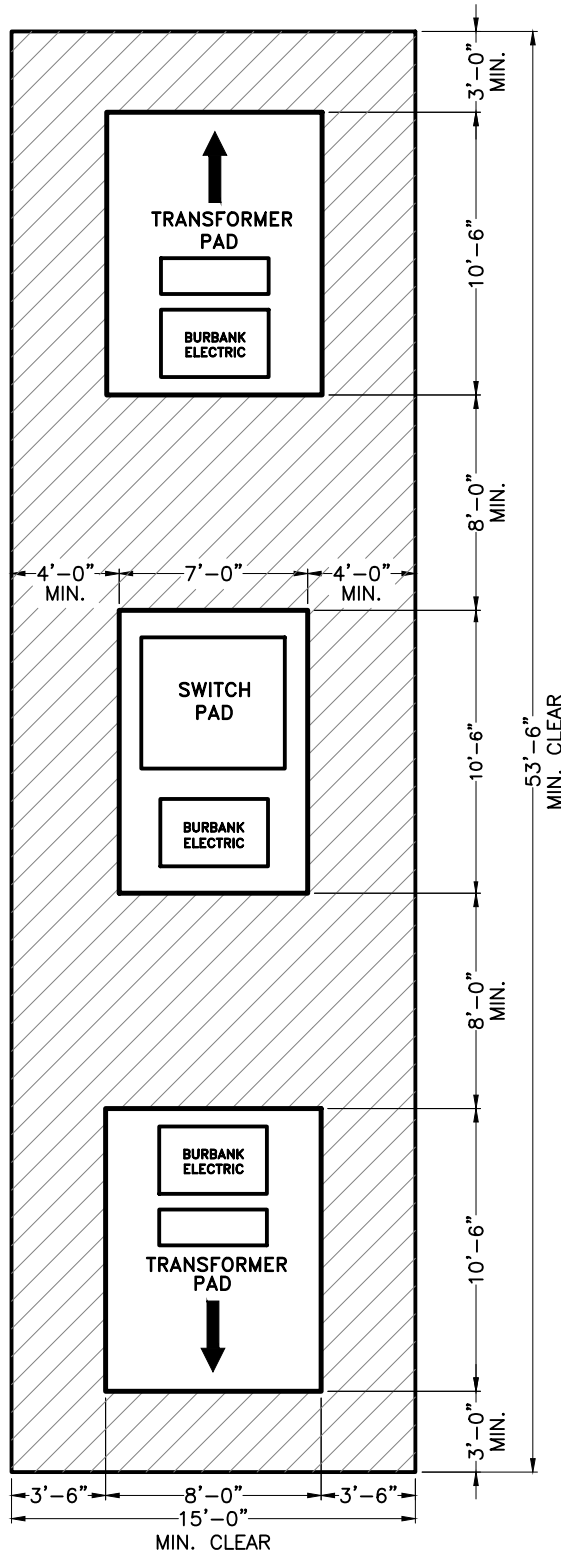 3'-0"
MIN.
TRANSFORMER
PAD
BURBANK
ELECTRIC
10'-6"
8'-0"
MIN.
4'-0"
MIN.
7'-0"
4'-0"
MIN.
SWITCH
PAD
BURBANK
ELECTRIC
10'-6"
53'-6"
MIN. CLEAR
8'-0"
MIN.
BURBANK
ELECTRIC
TRANSFORMER
PAD
10'-6"
3'-0"
MIN.
3'-6"
8'-0"
3'-6"
15'-0"
MIN. CLEAR